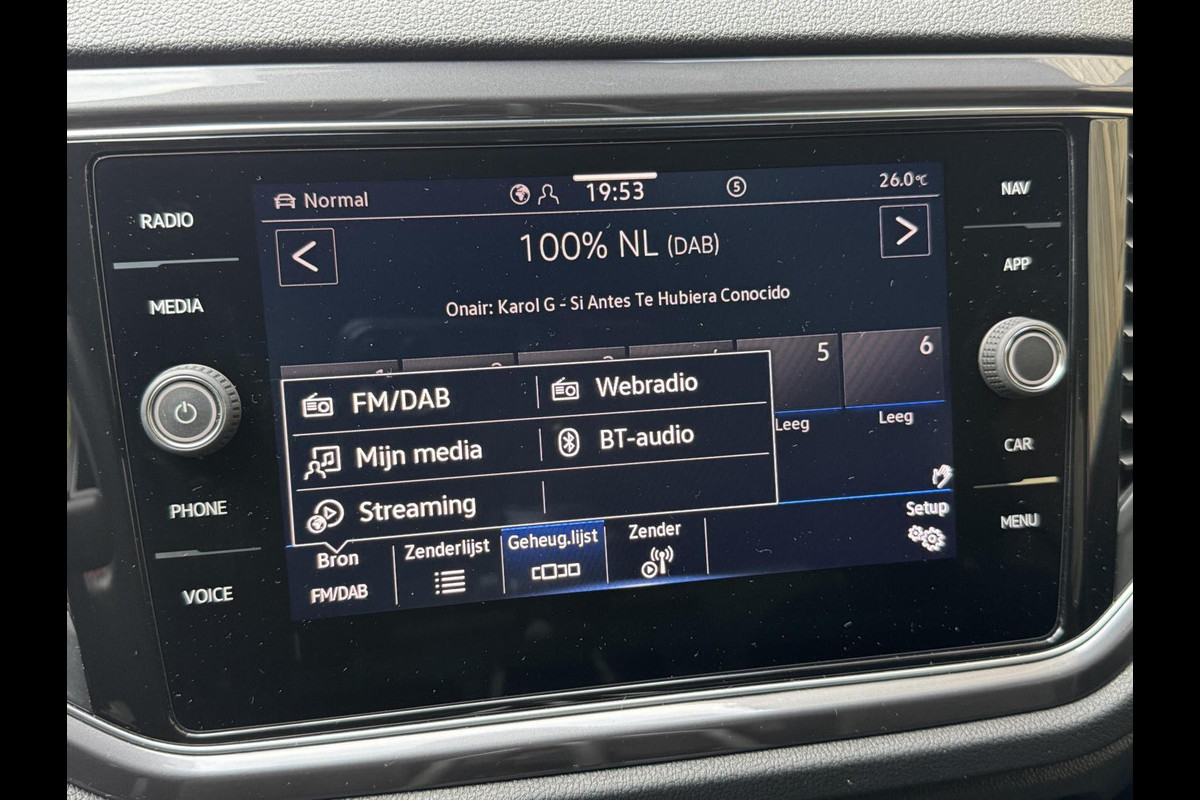 Normal
19:53
5
26.0°C
RADIO
MEDIA
PHONE
VOICE
NAV
APP
CAR
MENU
<
100% NL (DAB)
>
Onair: Karol G - Si Antes Te Hubiera Conocido
5
6
Leeg
Leeg
FM/DAB
Webradio
Mijn media
BT-audio
Streaming
Bron
FM/DAB
Zenderlijst
Geheug.lijst
Zender
Setup